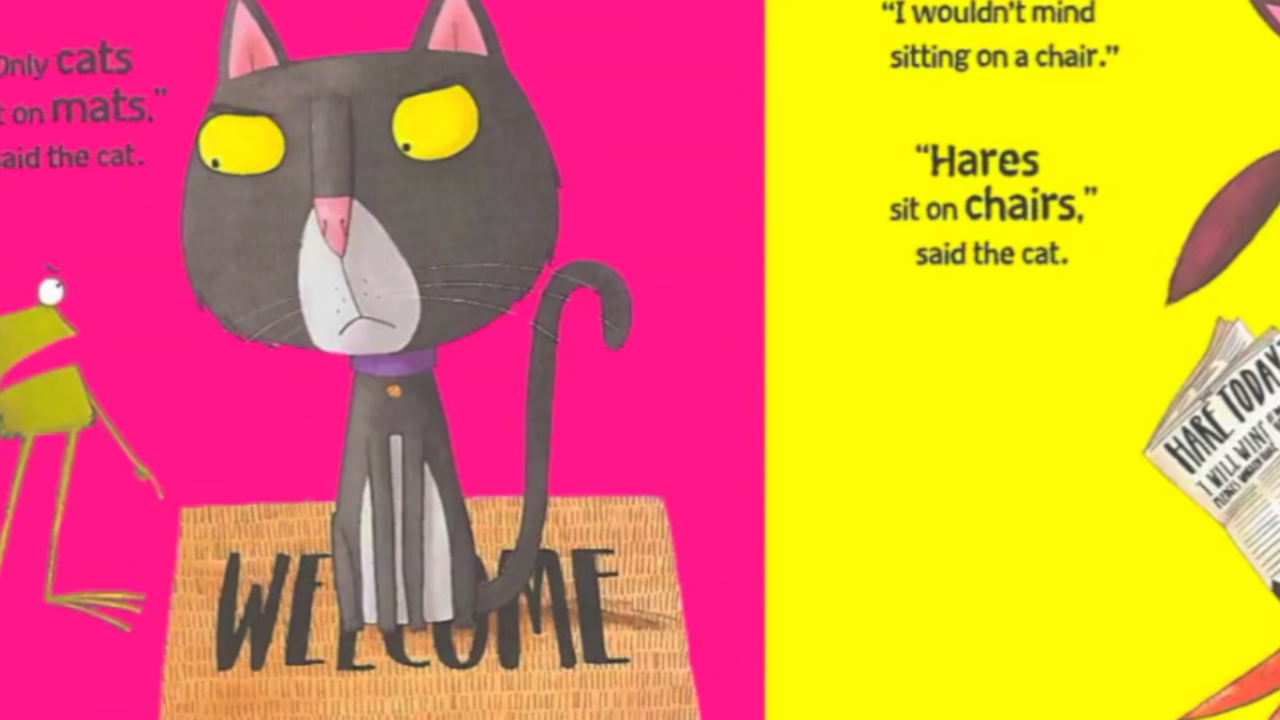 Only cats
on mats,”
said the cat.
WELCOME
“I wouldn’t mind
sitting on a chair.”
“Hares
sit on chairs,”
said the cat.
HARE TODAY
I WILL WIN!